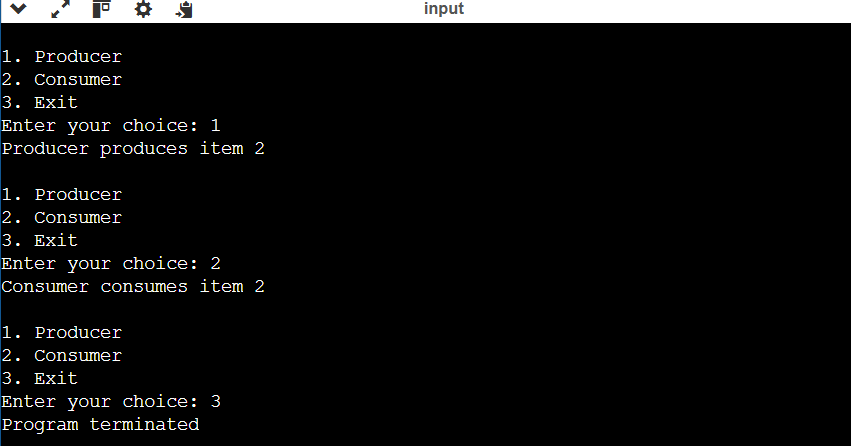 input
1. Producer
2. Consumer
3. Exit
Enter your choice: 1
Producer produces item 2
1. Producer
2. Consumer
3. Exit
Enter your choice: 2
Consumer consumes item 2
1. Producer
2. Consumer
3. Exit
Enter your choice: 3
Program terminated